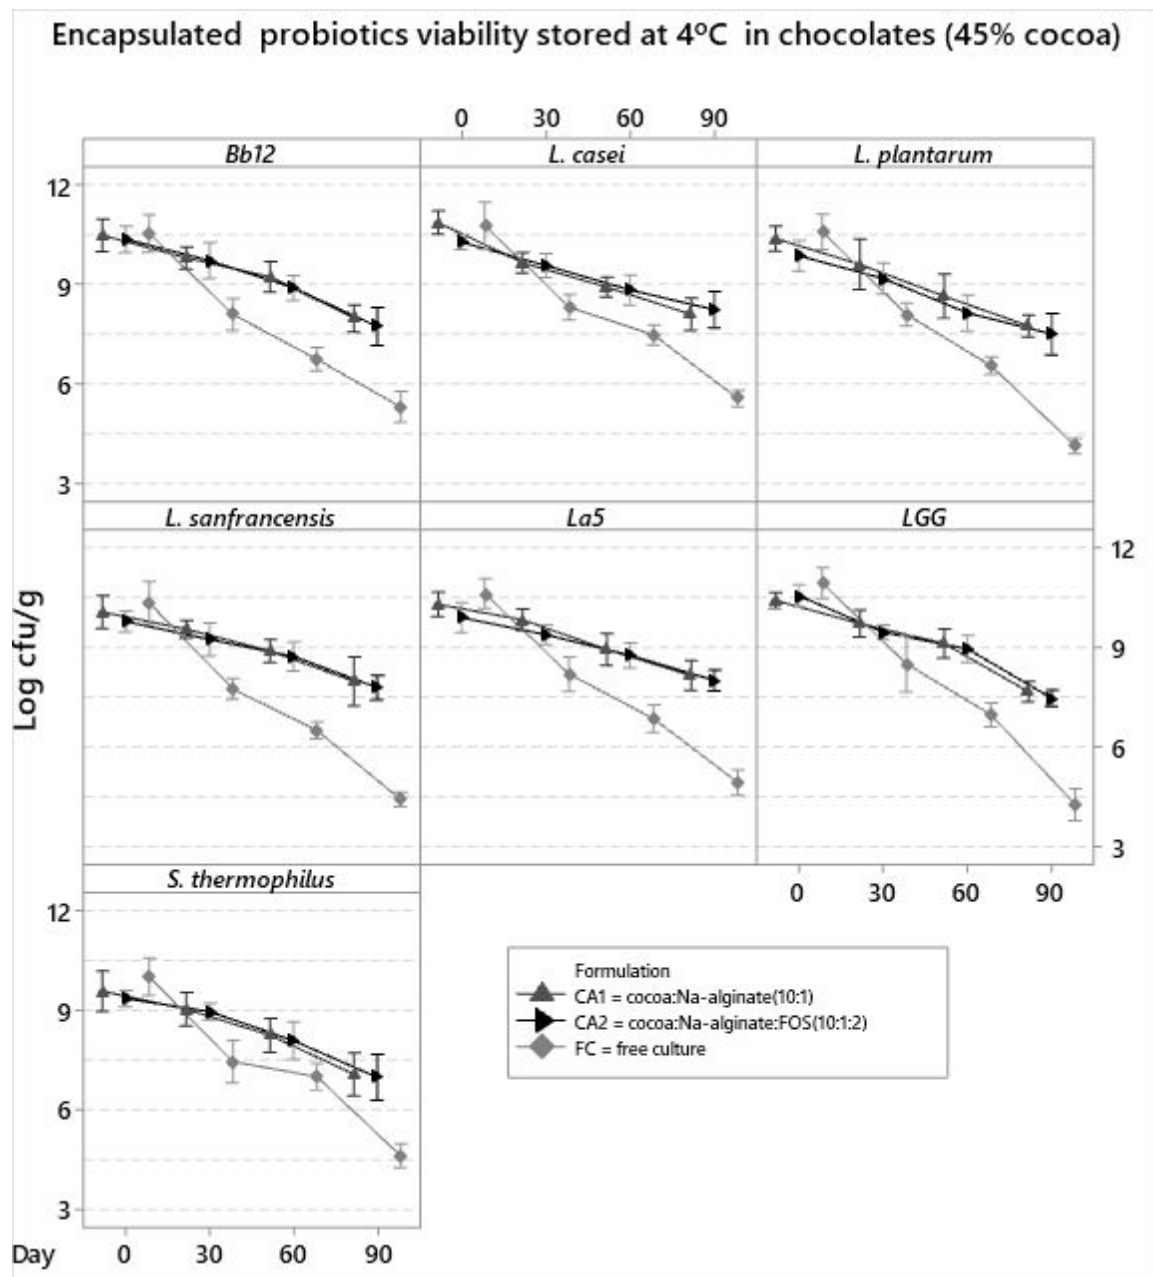 Encapsulated probiotics viability stored at 4ºC in chocolates (45% cocoa)
0 30 60 90
Bb12 L. casei L. plantarum
12
9
6
3
L. sanfrancensis La5 LGG
12
9
6
3
Log cfu/g
S. thermophilus
0 30 60 90
12
9
6
3
Formulation
CA1 = cocoa:Na-alginate(10:1)
CA2 = cocoa:Na-alginate:FOS(10:1:2)
FC = free culture
Day 0 30 60 90